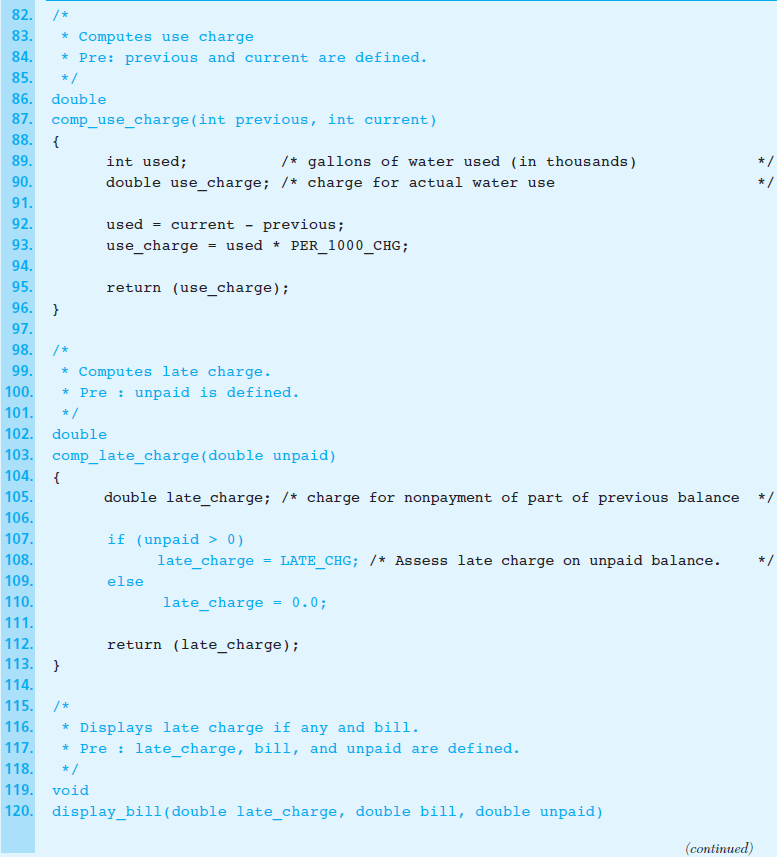 82. /*
83.  * Computes use charge
84.  * Pre: previous and current are defined.
85.  */
86. double
87. comp_use_charge(int previous, int current)
88. {
89.       int used;          /* gallons of water used (in thousands)             */
90.       double use_charge; /* charge for actual water use                      */
91.
92.       used = current - previous;
93.       use_charge = used * PER_1000_CHG;
94.
95.       return (use_charge);
96. }
97.
98. /*
99.  * Computes late charge.
100.  * Pre : unpaid is defined.
101.  */
102. double
103. comp_late_charge(double unpaid)
104. {
105.       double late_charge; /* charge for nonpayment of part of previous balance  */
106.
107.       if (unpaid > 0)
108.            late_charge = LATE_CHG; /* Assess late charge on unpaid balance.    */
109.       else
110.            late_charge = 0.0;
111.
112.       return (late_charge);
113. }
114.
115. /*
116.  * Displays late charge if any and bill.
117.  * Pre : late_charge, bill, and unpaid are defined.
118.  */
119. void
120. display_bill(double late_charge, double bill, double unpaid)
(continued)